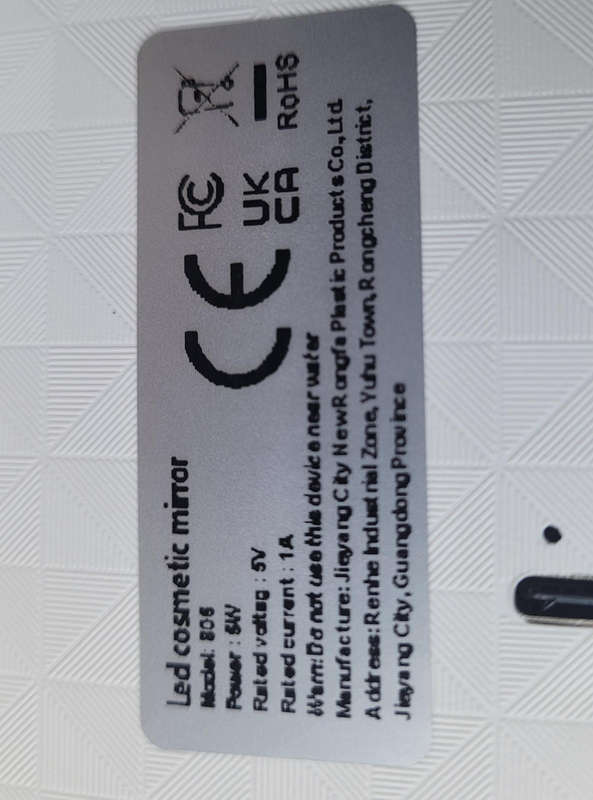 Led cosmetic mirror
Model: 806
Power : 5W
Rated voltag : 5V
Rated current : 1A
Warn: Do not use this device near water
Manufacture: Jieyang City NewRongfa Plastic Products Co.,Ltd.
Address: Renhe Industrial Zone, Yuhu Town, Rongcheng District,
Jieyang City, Guangdong Province
CE
FC
UK
CA
RoHS